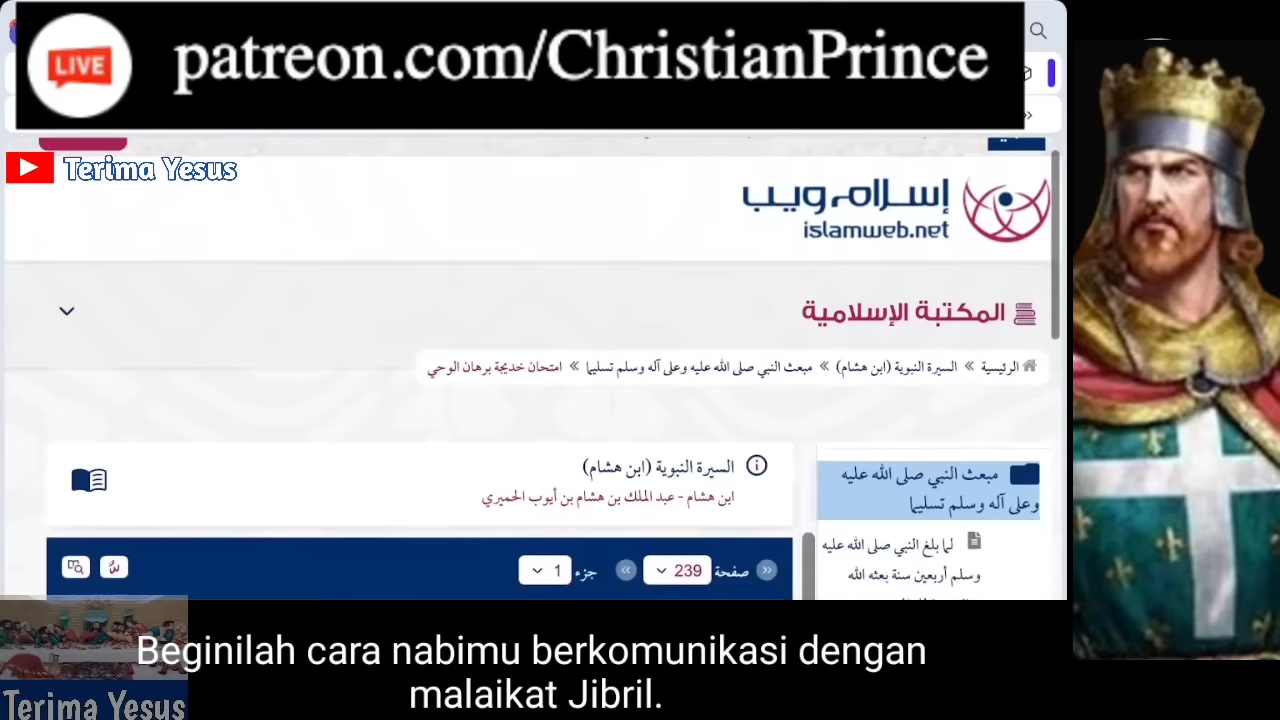 LIVE
patreon.com/ChristianPrince
Terima Yesus
إسلام ويب
islamweb.net
المكتبة الإسلامية
الرئيسية » السيرة النبوية (ابن هشام) » مبعث النبي صلى الله عليه وعلى آله وسلم تسليما » امتحان خديجة برهان الوحي
السيرة النبوية (ابن هشام)
ابن هشام - عبد الملك بن هشام بن أيوب الحميري
صفحة 239 جزء 1
مبعث النبي صلى الله عليه
وعلى آله وسلم تسليما
لما بلغ النبي صلى الله عليه
وسلم أربعين سنة بعثه الله
Beginilah cara nabimu berkomunikasi dengan
malaikat Jibril.
Terima Yesus